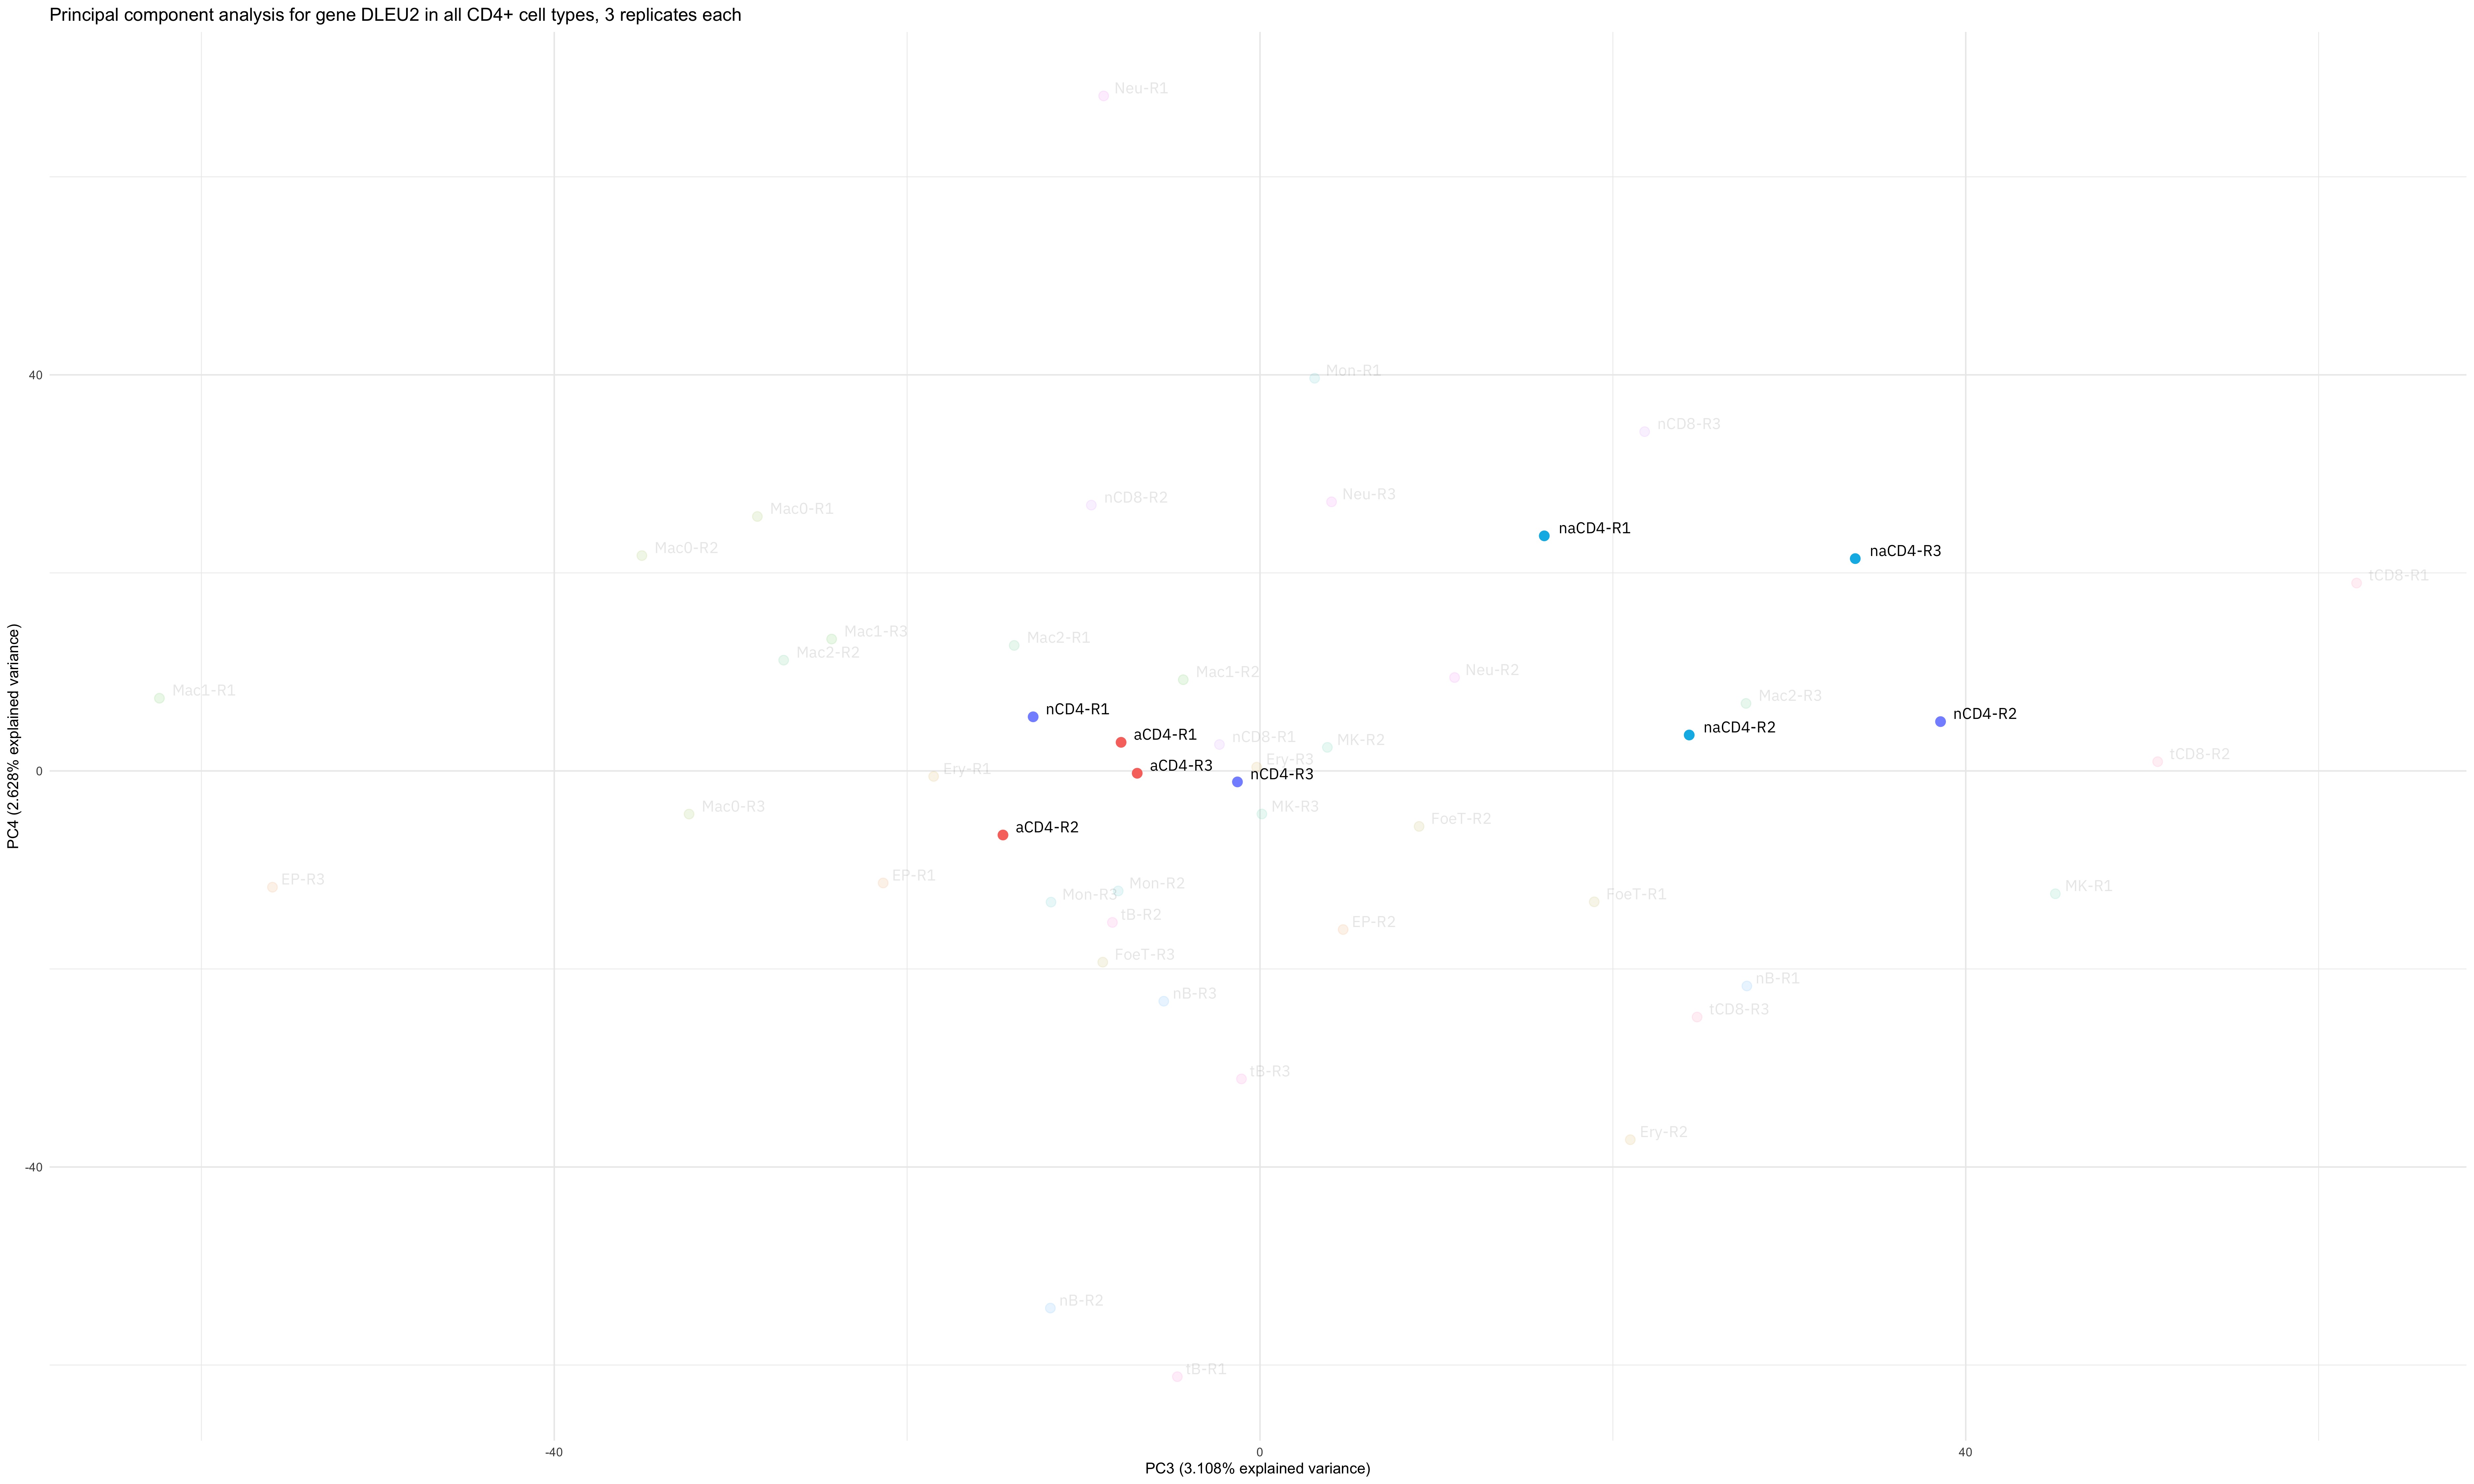 Principal component analysis for gene DLEU2 in all CD4+ cell types, 3 replicates each
Neu-R1
40
Mon-R1
nCD8-R3
nCD8-R2
Neu-R3
Mac0-R1
naCD4-R1
Mac0-R2
naCD4-R3
tCD8-R1
Mac1-R3
Mac2-R1
Mac2-R2
Mac1-R2
Neu-R2
Mac1-R1
Mac2-R3
nCD4-R1
nCD4-R2
naCD4-R2
aCD4-R1
nCD8-R1
MK-R2
tCD8-R2
0
Ery-R1
aCD4-R3
Ery-R3
nCD4-R3
Mac0-R3
MK-R3
FoeT-R2
aCD4-R2
EP-R3
EP-R1
Mon-R2
MK-R1
Mon-R3
FoeT-R1
tB-R2
EP-R2
FoeT-R3
nB-R3
nB-R1
tCD8-R3
tB-R3
Ery-R2
-40
nB-R2
tB-R1
PC4 (2.628% explained variance)
-40
0
40
PC3 (3.108% explained variance)